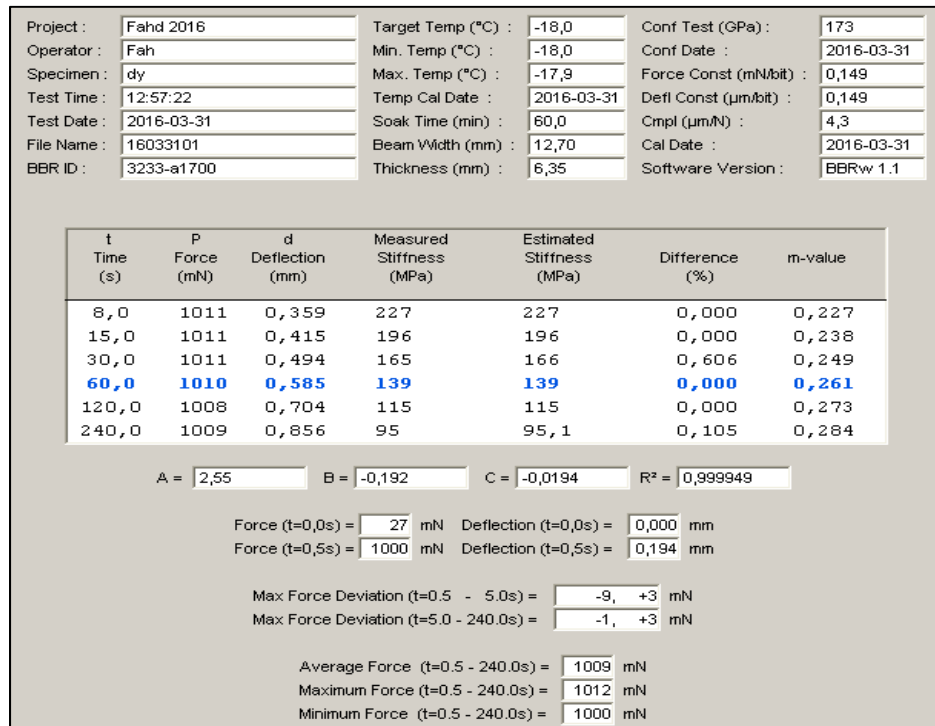 Project : Fahd 2016 Target Temp (°C) : -18,0 Conf Test (GPa) : 173
Operator : Fah Min. Temp (°C) : -18,0 Conf Date : 2016-03-31
Specimen : dy Max. Temp (°C) : -17,9 Force Const (mN/bit) : 0,149
Test Time : 12:57:22 Temp Cal Date : 2016-03-31 Defl Const (µm/bit) : 0,149
Test Date : 2016-03-31 Soak Time (min) : 60,0 Cmpl (µm/N) : 4,3
File Name : 16033101 Beam Width (mm) : 12,70 Cal Date : 2016-03-31
BBR ID : 3233-a1700 Thickness (mm) : 6,35 Software Version : BBRw 1.1
t P d Measured Estimated
Time Force Deflection Stiffness Stiffness Difference m-value
(s) (mN) (mm) (MPa) (MPa) (%)
8,0 1011 0,359 227 227 0,000 0,227
15,0 1011 0,415 196 196 0,000 0,238
30,0 1011 0,494 165 166 0,606 0,249
60,0 1010 0,585 139 139 0,000 0,261
120,0 1008 0,704 115 115 0,000 0,273
240,0 1009 0,856 95 95,1 0,105 0,284
A = 2,55 B = -0,192 C = -0,0194 R² = 0,999949
Force (t=0,0s) = 27 mN Deflection (t=0,0s) = 0,000 mm
Force (t=0,5s) = 1000 mN Deflection (t=0,5s) = 0,194 mm
Max Force Deviation (t=0.5 - 5.0s) = -9, +3 mN
Max Force Deviation (t=5.0 - 240.0s) = -1, +3 mN
Average Force (t=0.5 - 240.0s) = 1009 mN
Maximum Force (t=0.5 - 240.0s) = 1012 mN
Minimum Force (t=0.5 - 240.0s) = 1000 mN